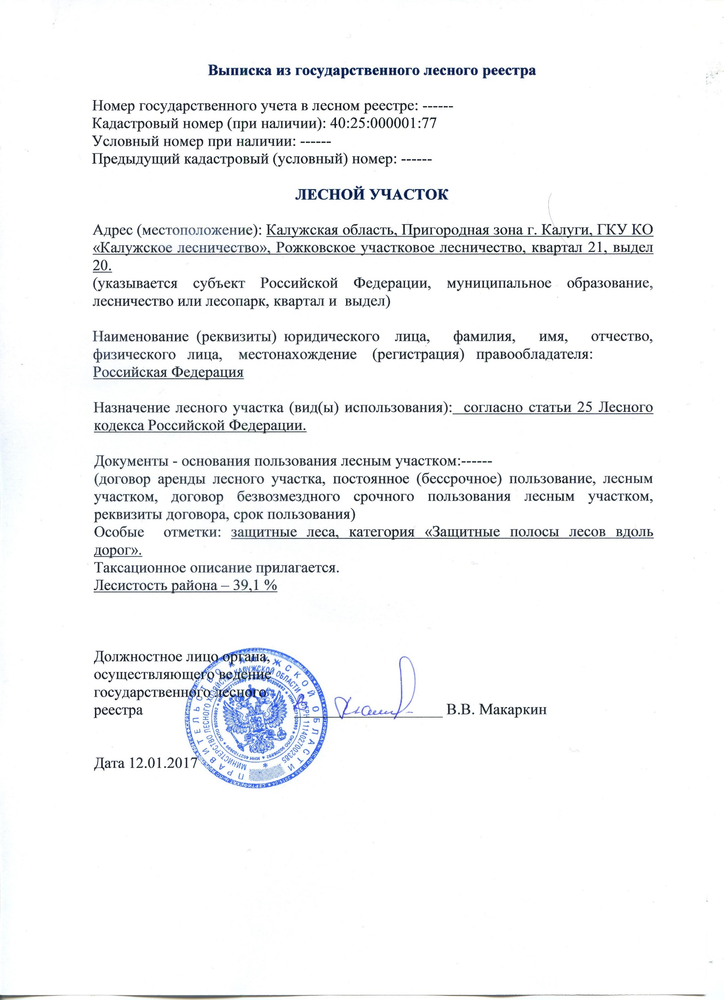 Выписка из государственного лесного реестра
Номер государственного учета в лесном реестре: ------
Кадастровый номер (при наличии): 40:25:000001:77
Условный номер при наличии: ------
Предыдущий кадастровый (условный) номер: ------
ЛЕСНОЙ УЧАСТОК
Адрес (местоположение): Калужская область, Пригородная зона г. Калуги, ГКУ КО
«Калужское лесничество», Рожковское участковое лесничество, квартал 21, выдел
20.
(указывается субъект Российской Федерации, муниципальное образование,
лесничество или лесопарк, квартал и выдел)
Наименование (реквизиты) юридического лица, фамилия, имя, отчество,
физического лица, местонахождение (регистрация) правообладателя:
Российская Федерация
Назначение лесного участка (вид(ы) использования): согласно статьи 25 Лесного
кодекса Российской Федерации.
Документы - основания пользования лесным участком:------
(договор аренды лесного участка, постоянное (бессрочное) пользование, лесным
участком, договор безвозмездного срочного пользования лесным участком,
реквизиты договора, срок пользования)
Особые отметки: защитные леса, категория «Защитные полосы лесов вдоль
дорог».
Таксационное описание прилагается.
Лесистость района – 39,1 %
Должностное лицо органа,
осуществляющего ведение
государственного лесного
реестра В.В. Макаркин
Дата 12.01.2017
ПРАВИТЕЛЬСТВО КАЛУЖСКОЙ ОБЛАСТИ
МИНИСТЕРСТВО ЛЕСНОГО ХОЗЯЙСТВА КАЛУЖСКОЙ ОБЛАСТИ * ОГРН 1114027002385
* ИНН 4027103699 * ОКПО 90206892